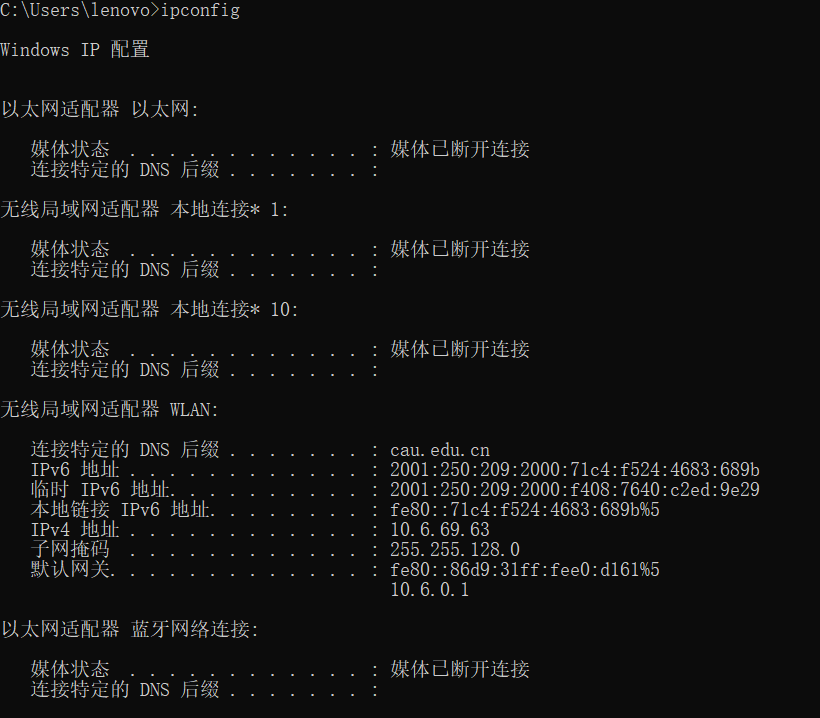 C:\Users\lenovo>ipconfig
Windows IP 配置
以太网适配器 以太网:
媒体状态  . . . . . . . . . . . . : 媒体已断开连接
连接特定的 DNS 后缀 . . . . . . . :
无线局域网适配器 本地连接* 1:
媒体状态  . . . . . . . . . . . . : 媒体已断开连接
连接特定的 DNS 后缀 . . . . . . . :
无线局域网适配器 本地连接* 10:
媒体状态  . . . . . . . . . . . . : 媒体已断开连接
连接特定的 DNS 后缀 . . . . . . . :
无线局域网适配器 WLAN:
连接特定的 DNS 后缀 . . . . . . . : cau.edu.cn
IPv6 地址 . . . . . . . . . . . . : 2001:250:209:2000:71c4:f524:4683:689b
临时 IPv6 地址. . . . . . . . . . : 2001:250:209:2000:f408:7640:c2ed:9e29
本地链接 IPv6 地址. . . . . . . . : fe80::71c4:f524:4683:689b%5
IPv4 地址 . . . . . . . . . . . . : 10.6.69.63
子网掩码  . . . . . . . . . . . . : 255.255.128.0
默认网关. . . . . . . . . . . . . : fe80::86d9:31ff:fee0:d161%5
10.6.0.1
以太网适配器 蓝牙网络连接:
媒体状态  . . . . . . . . . . . . : 媒体已断开连接
连接特定的 DNS 后缀 . . . . . . . :